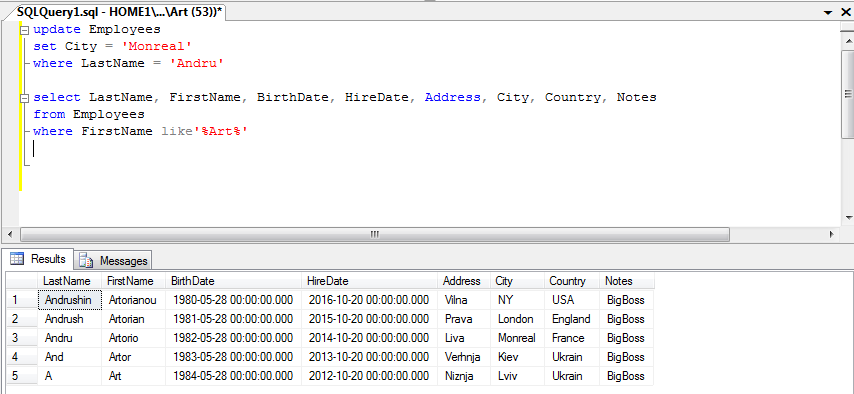 SQLQuery1.sql - HOME1\...\Art (53))*
update Employees
set City = 'Monreal'
where LastName = 'Andru'
select LastName, FirstName, BirthDate, HireDate, Address, City, Country, Notes
from Employees
where FirstName like'%Art%'
Results Messages
LastName FirstName BirthDate HireDate Address City Country Notes
1 Andrushin Artorianou 1980-05-28 00:00:00.000 2016-10-20 00:00:00.000 Vilna NY USA BigBoss
2 Andrush Artorian 1981-05-28 00:00:00.000 2015-10-20 00:00:00.000 Prava London England BigBoss
3 Andru Artorio 1982-05-28 00:00:00.000 2014-10-20 00:00:00.000 Liva Monreal France BigBoss
4 And Artor 1983-05-28 00:00:00.000 2013-10-20 00:00:00.000 Verhnja Kiev Ukrain BigBoss
5 A Art 1984-05-28 00:00:00.000 2012-10-20 00:00:00.000 Niznja Lviv Ukrain BigBoss